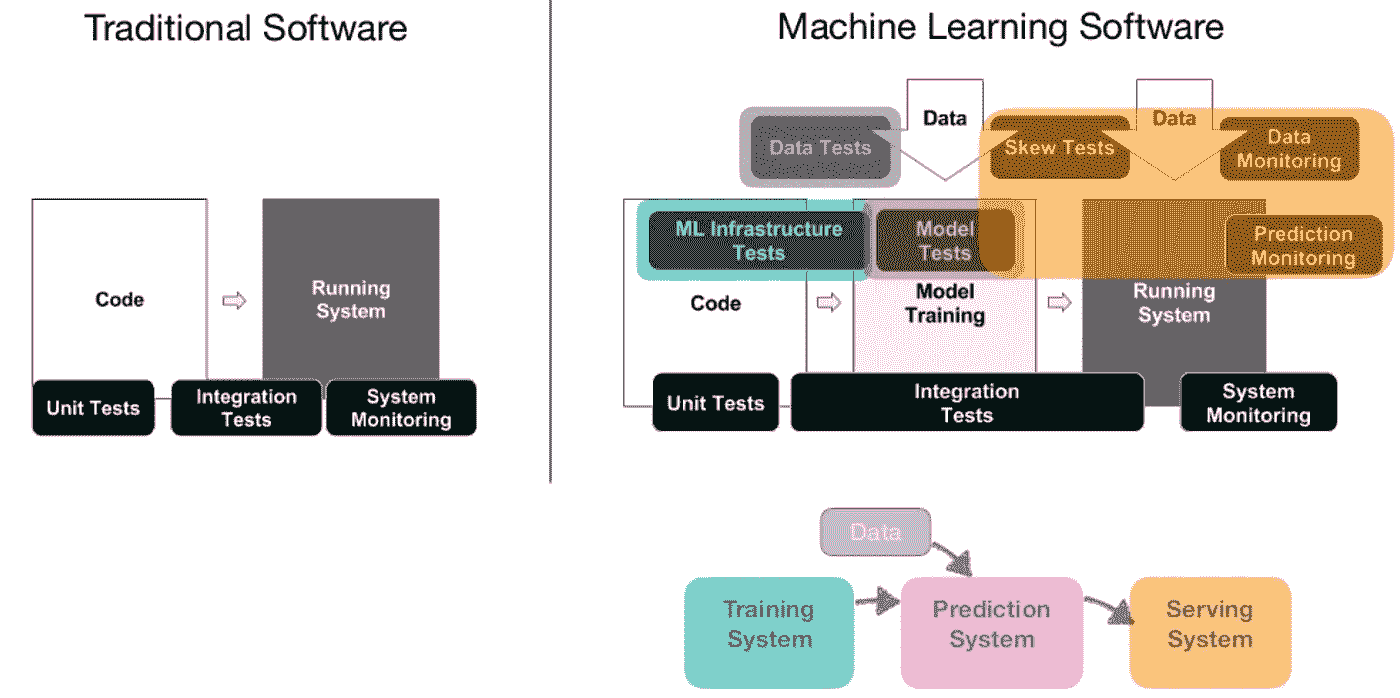 Traditional Software
Code
Running
System
Unit Tests
Integration
Tests
System
Monitoring
Machine Learning Software
Data
Data
Data Tests
Skew Tests
Data
Monitoring
ML Infrastructure
Tests
Model
Tests
Prediction
Monitoring
Code
Model
Training
Running
System
Unit Tests
Integration
Tests
System
Monitoring
Data
Training
System
Prediction
System
Serving
System